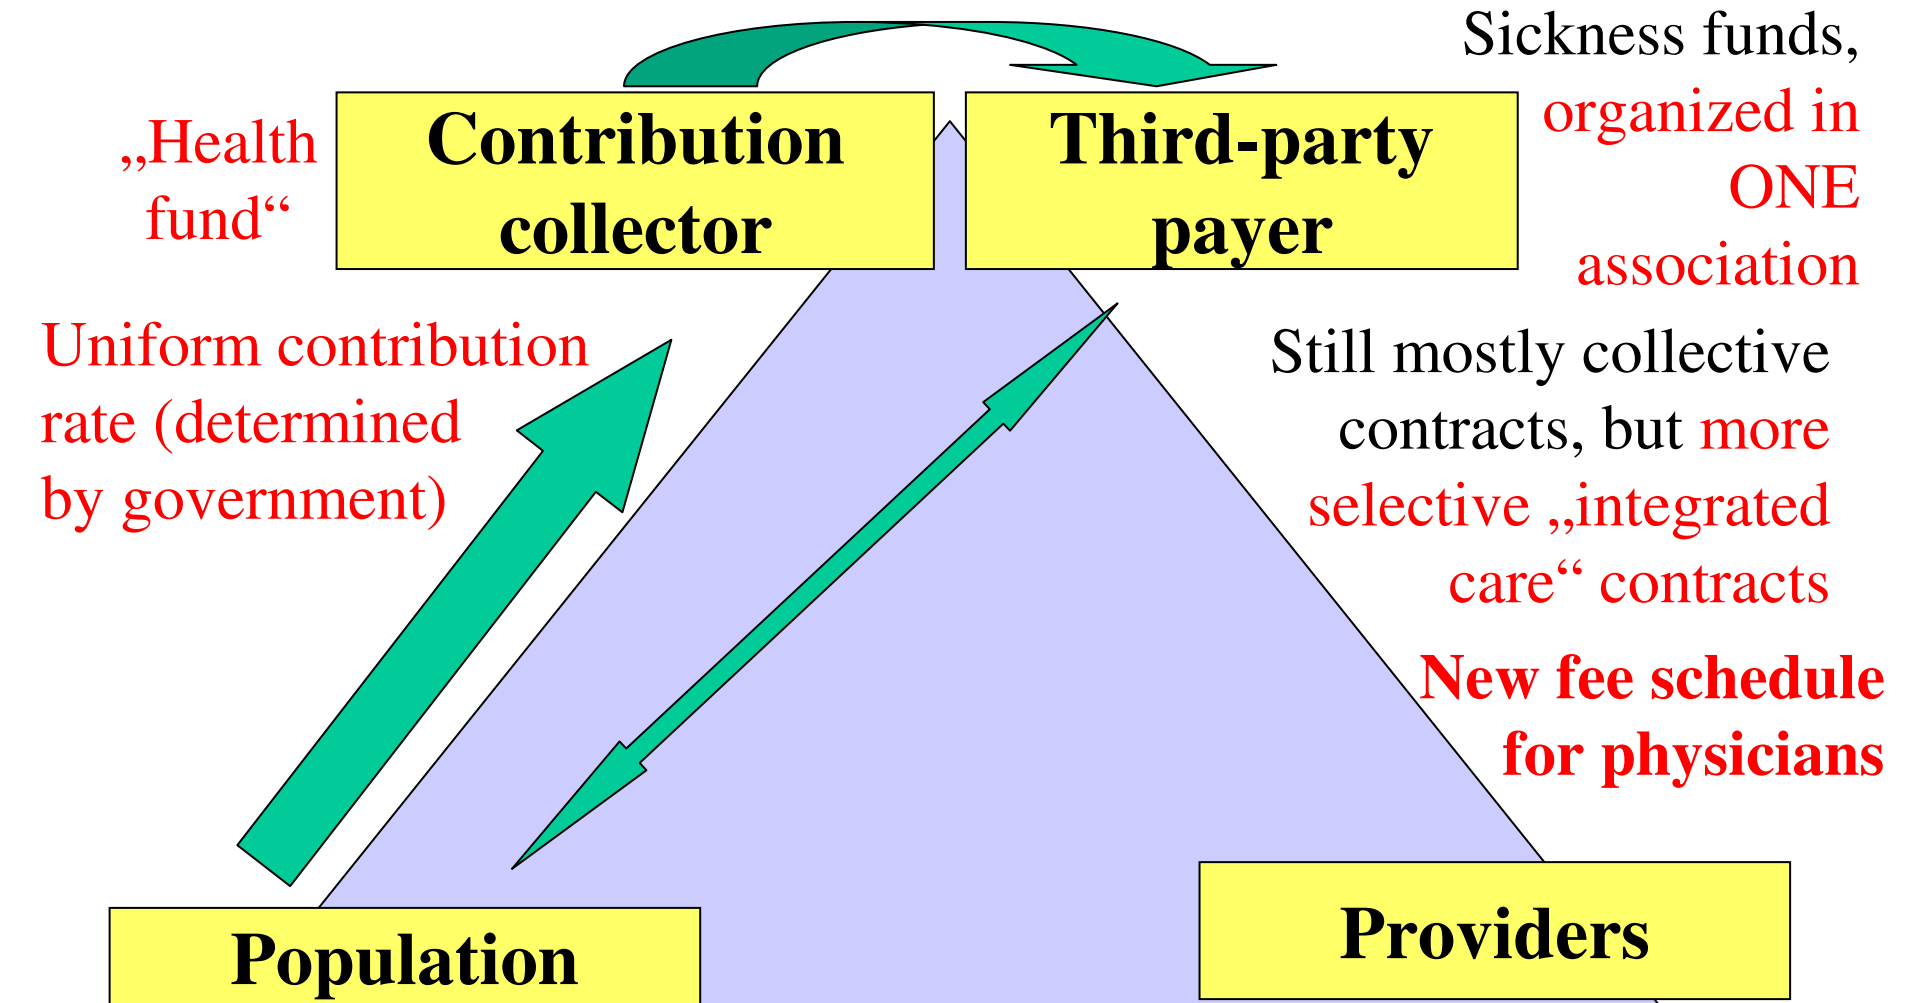 „Health
fund“
Contribution
collector
Third-party
payer
Sickness funds,
organized in
ONE
association
Uniform contribution
rate (determined
by government)
Still mostly collective
contracts, but more
selective „integrated
care“ contracts
New fee schedule
for physicians
Population
Providers